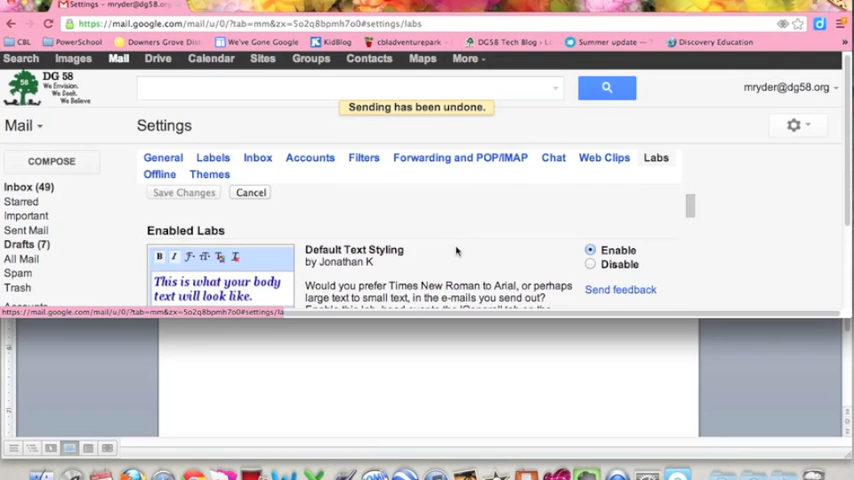 Settings - mryder@dg58.org
https://mail.google.com/mail/u/0/?tab=mm&zx=5o2q8bpmh7o0#settings/labs
CBL PowerSchool Downers Grove Dist We've Gone Google KidBlog cbladventurepark DG58 Tech Blog Summer update — Discovery Education
Search Images Mail Drive Calendar Sites Groups Contacts Maps More
DG 58
58
We Envision.
We Seek.
We Believe
mryder@dg58.org
Sending has been undone.
Mail
Settings
COMPOSE
General Labels Inbox Accounts Filters Forwarding and POP/IMAP Chat Web Clips Labs
Offline Themes
Save Changes Cancel
Inbox (49)
Starred
Important
Sent Mail
Drafts (7)
All Mail
Spam
Trash
Enabled Labs
B I
This is what your body
text will look like.
Default Text Styling
by Jonathan K
Would you prefer Times New Roman to Arial, or perhaps
large text to small text, in the e-mails you send out?
Enable
Disable
Send feedback
https://mail.google.com/mail/u/0/?tab=mm&zx=5o2q8bpmh7o0#settings/la